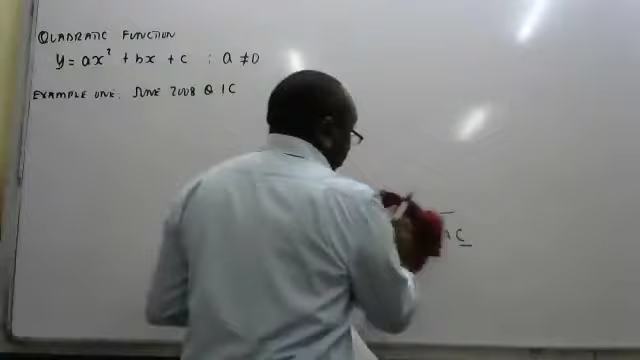 QUADRATIC FUNCTION
y = ax² + bx + c : a ≠ 0
EXAMPLE ONE: JUNE 2008 Q 1C
C